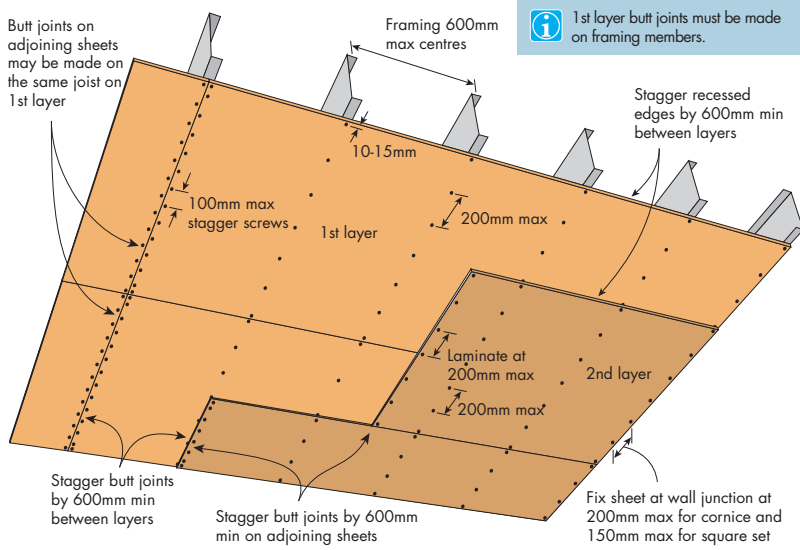 Butt joints on
adjoining sheets
may be made on
the same joist on
1st layer
Framing 600mm
max centres
1st layer butt joints must be made
on framing members.
Stagger recessed
edges by 600mm min
between layers
10-15mm
100mm max
stagger screws
1st layer
200mm max
Laminate at
200mm max
200mm max
2nd layer
Stagger butt joints
by 600mm min
between layers
Stagger butt joints by 600mm
min on adjoining sheets
Fix sheet at wall junction at
200mm max for cornice and
150mm max for square set